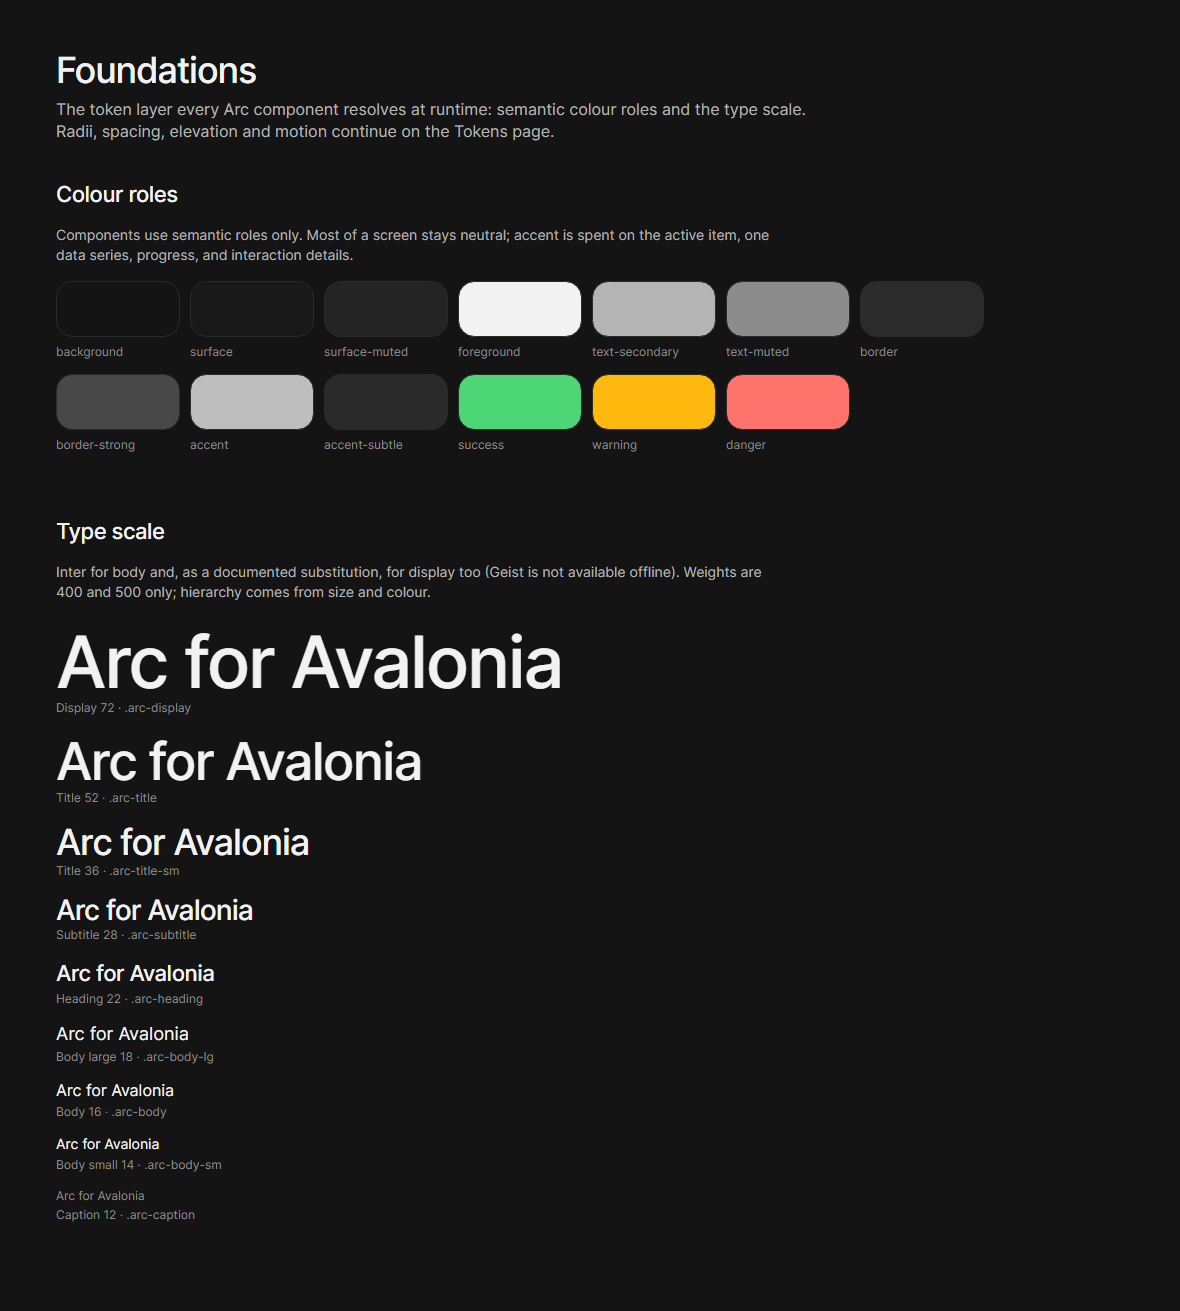 Foundations
The token layer every Arc component resolves at runtime: semantic colour roles and the type scale.
Radii, spacing, elevation and motion continue on the Tokens page.
Colour roles
Components use semantic roles only. Most of a screen stays neutral; accent is spent on the active item, one
data series, progress, and interaction details.
background
surface
surface-muted
foreground
text-secondary
text-muted
border
border-strong
accent
accent-subtle
success
warning
danger
Type scale
Inter for body and, as a documented substitution, for display too (Geist is not available offline). Weights are
400 and 500 only; hierarchy comes from size and colour.
Arc for Avalonia
Display 72 · .arc-display
Arc for Avalonia
Title 52 · .arc-title
Arc for Avalonia
Title 36 · .arc-title-sm
Arc for Avalonia
Subtitle 28 · .arc-subtitle
Arc for Avalonia
Heading 22 · .arc-heading
Arc for Avalonia
Body large 18 · .arc-body-lg
Arc for Avalonia
Body 16 · .arc-body
Arc for Avalonia
Body small 14 · .arc-body-sm
Arc for Avalonia
Caption 12 · .arc-caption